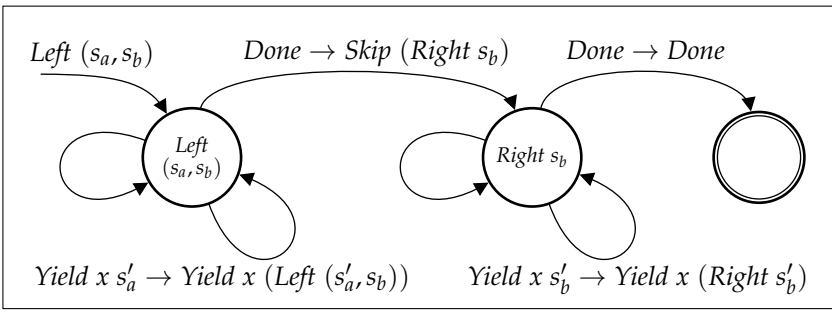 Left (s_a, s_b)
Done → Skip (Right s_b)
Done → Done
Left
(s_a, s_b)
Right s_b
Yield x s'_a → Yield x (Left (s'_a, s_b))
Yield x s'_b → Yield x (Right s'_b)